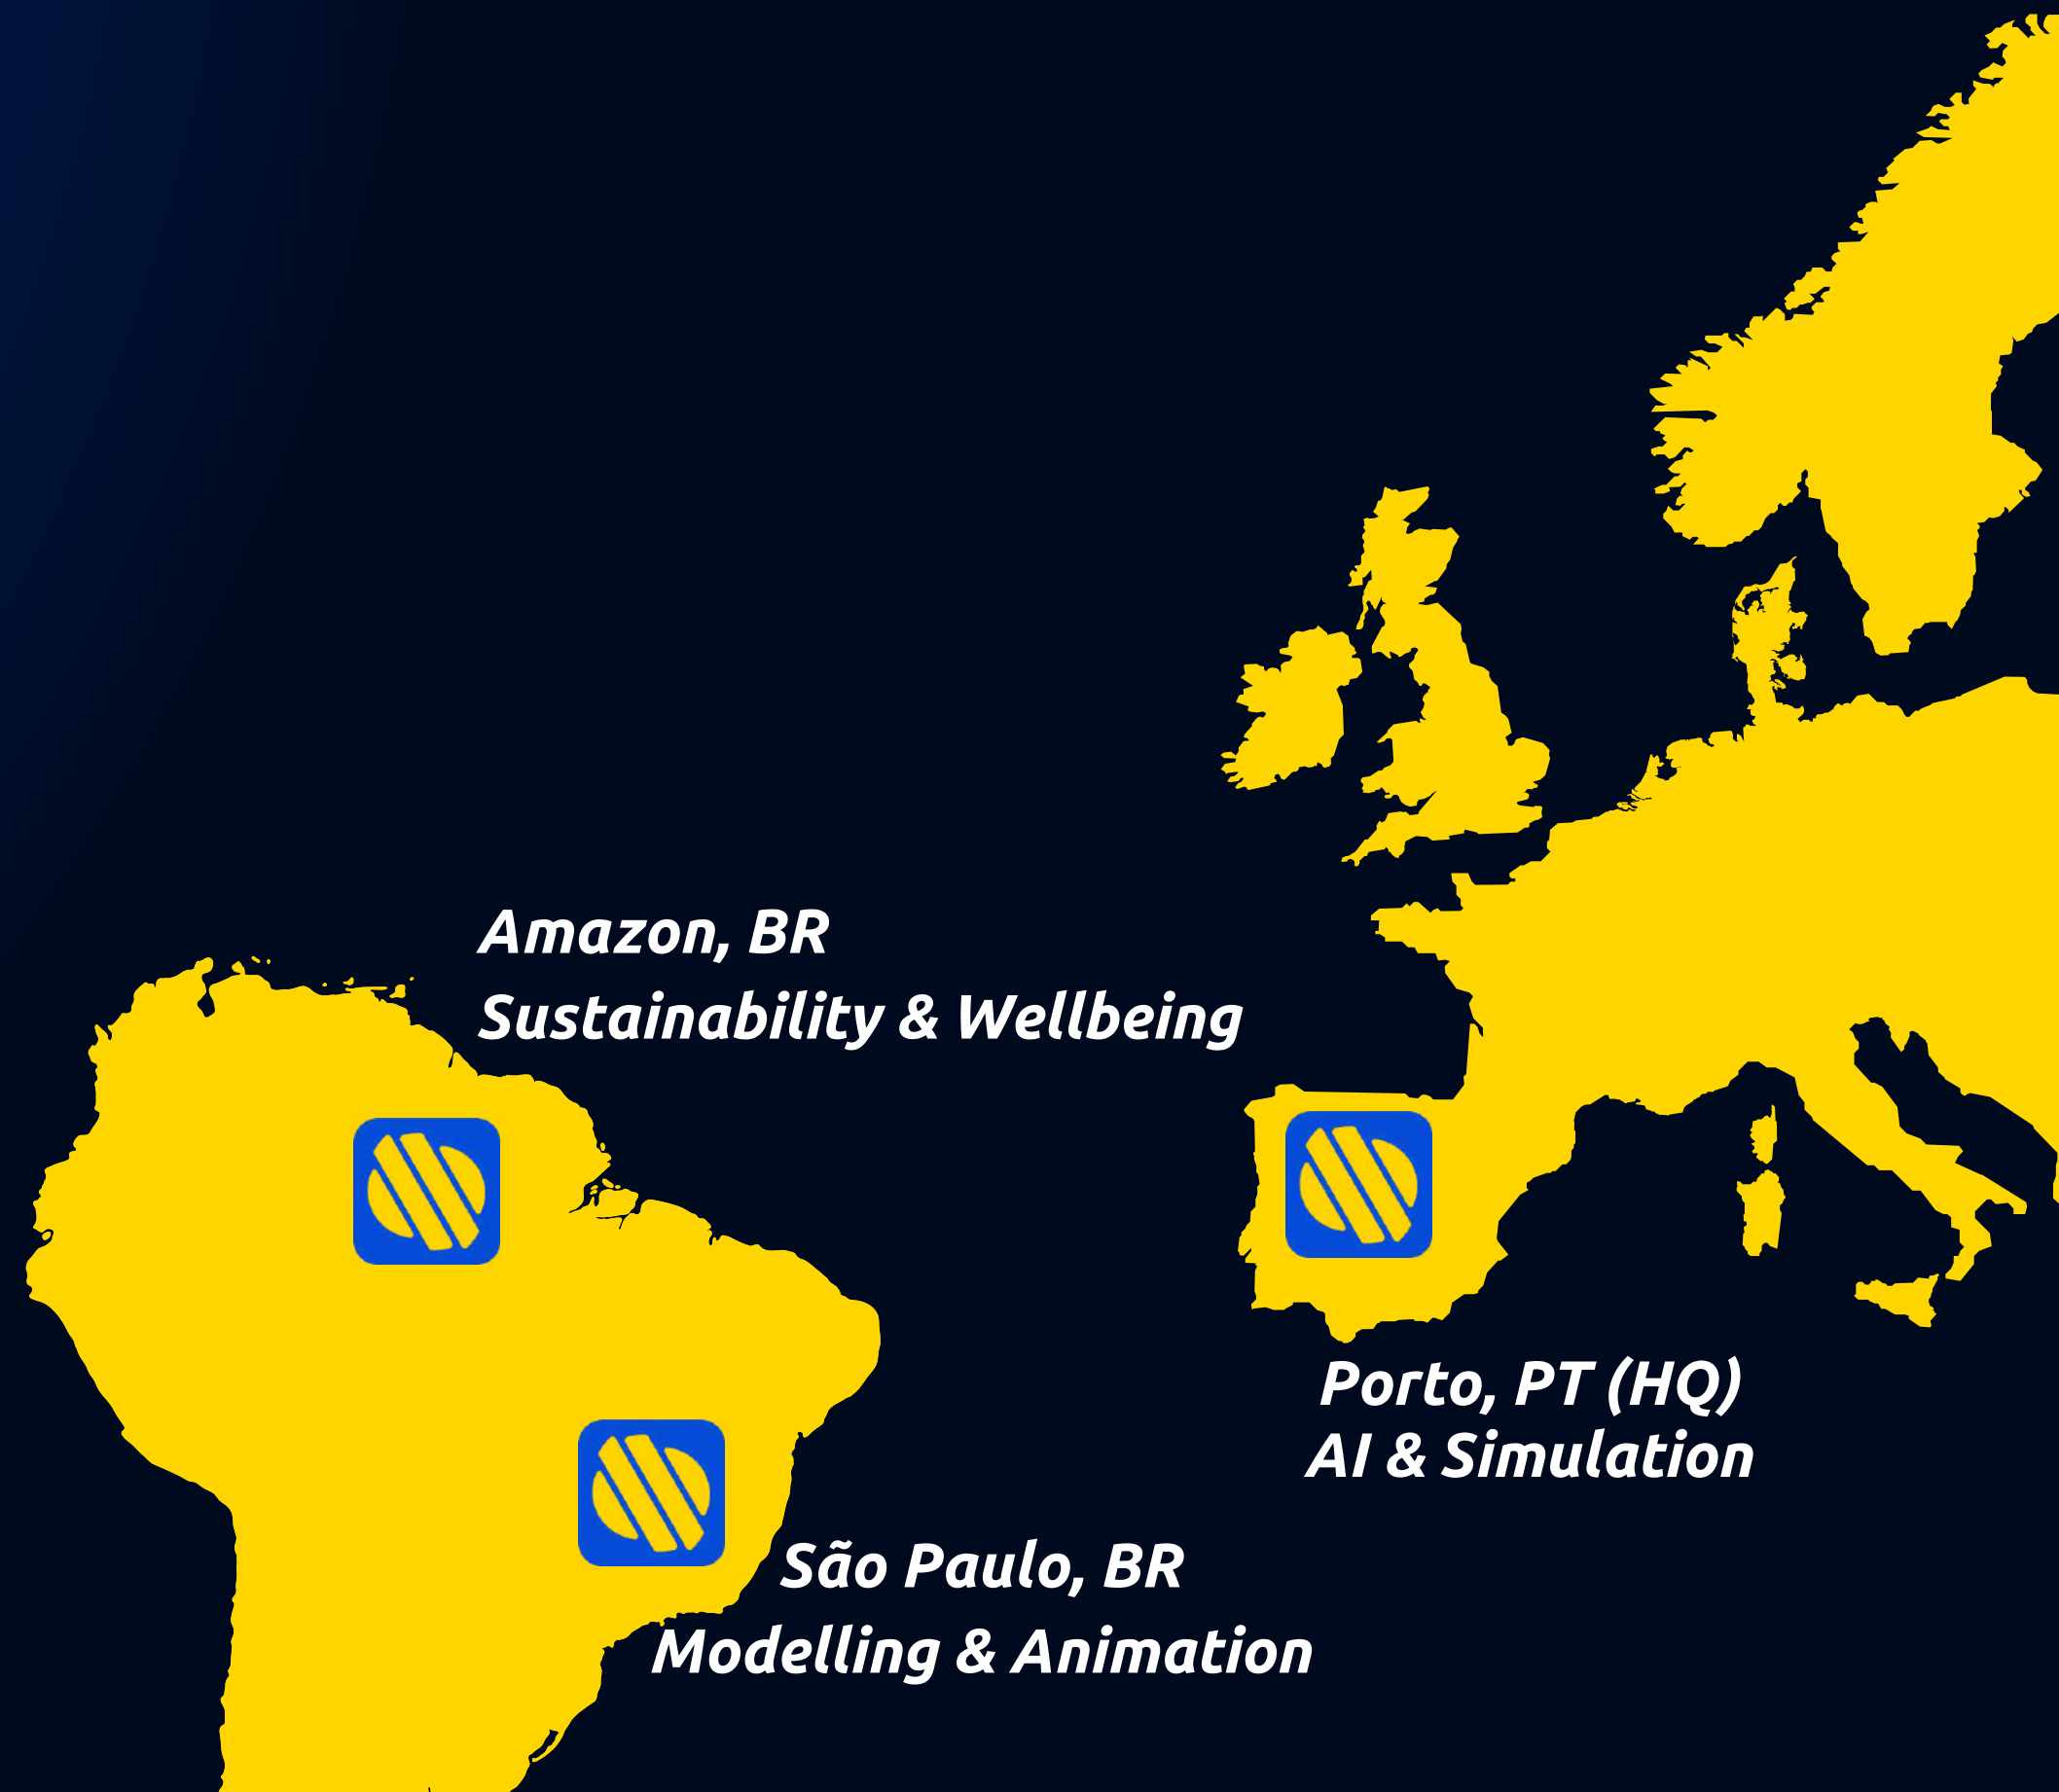 Amazon, BR
Sustainability & Wellbeing
Porto, PT (HQ)
AI & Simulation
São Paulo, BR
Modelling & Animation